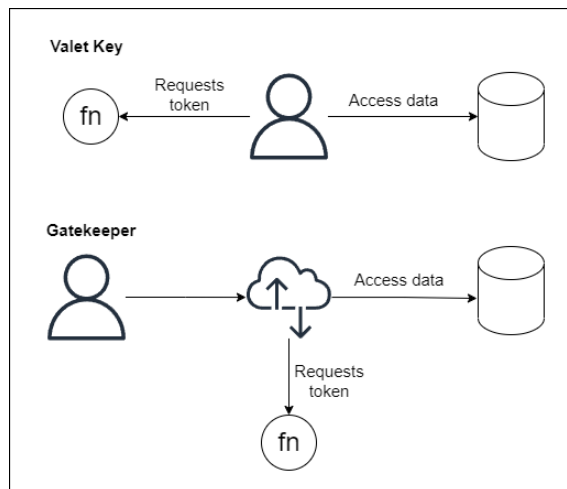 Valet Key
Requests
token
Access data
fn
Gatekeeper
Access data
Requests
token
fn